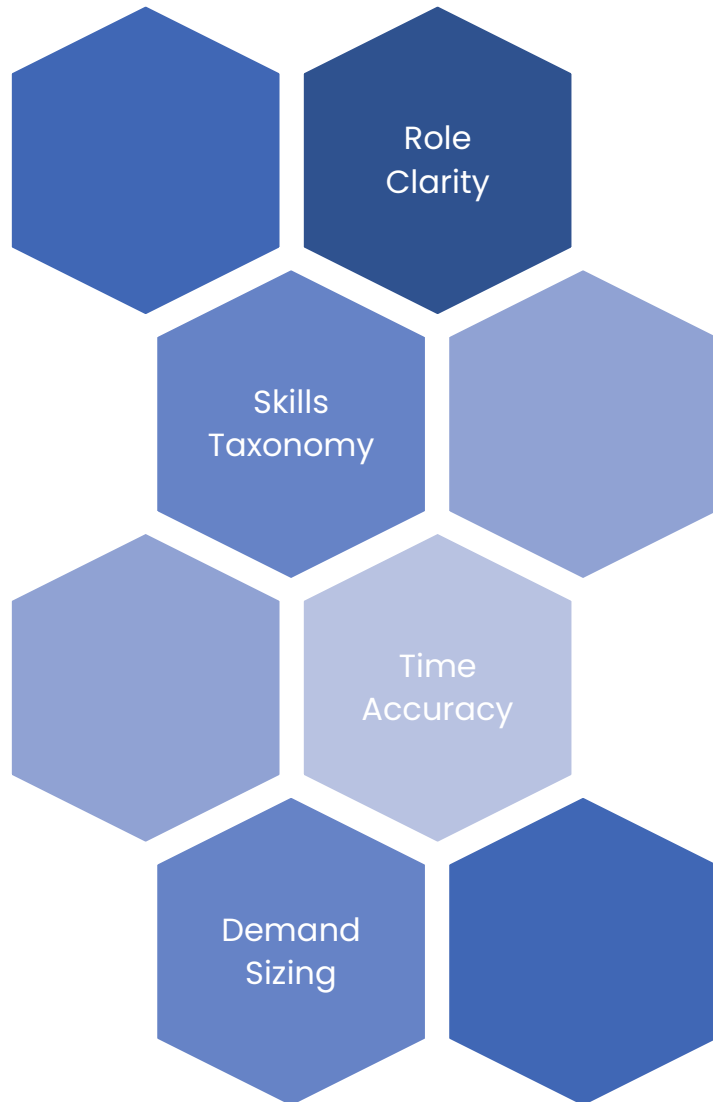 Role
Clarity
Skills
Taxonomy
Time
Accuracy
Demand
Sizing